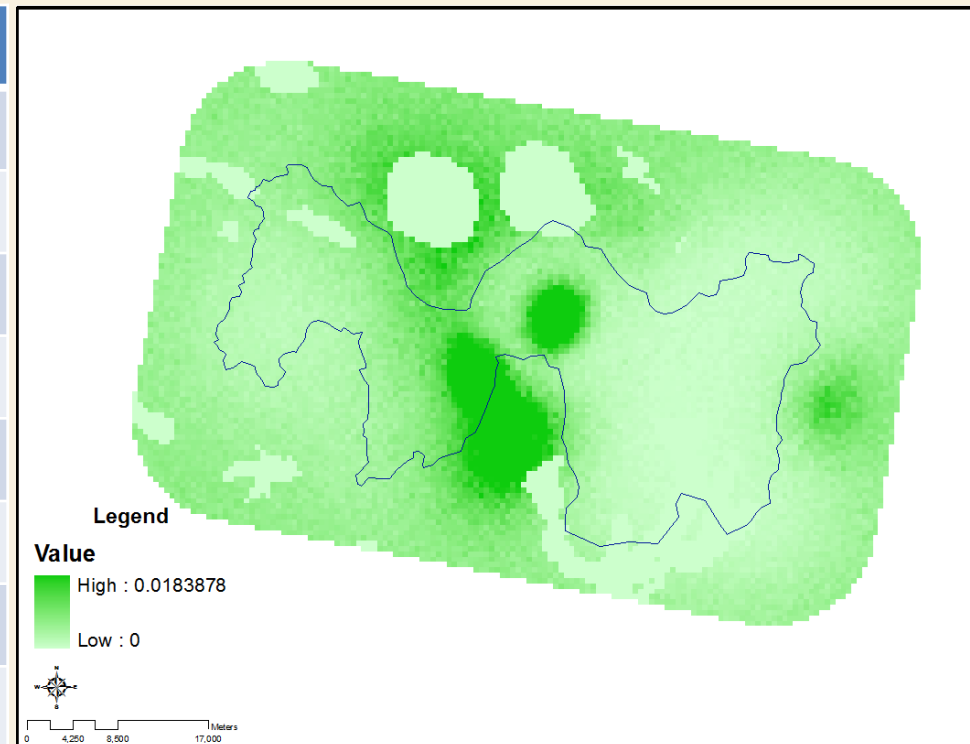 Legend
Value
High : 0.0183878
Low : 0
N
W E
S
Meters
0 4,250 8,500 17,000